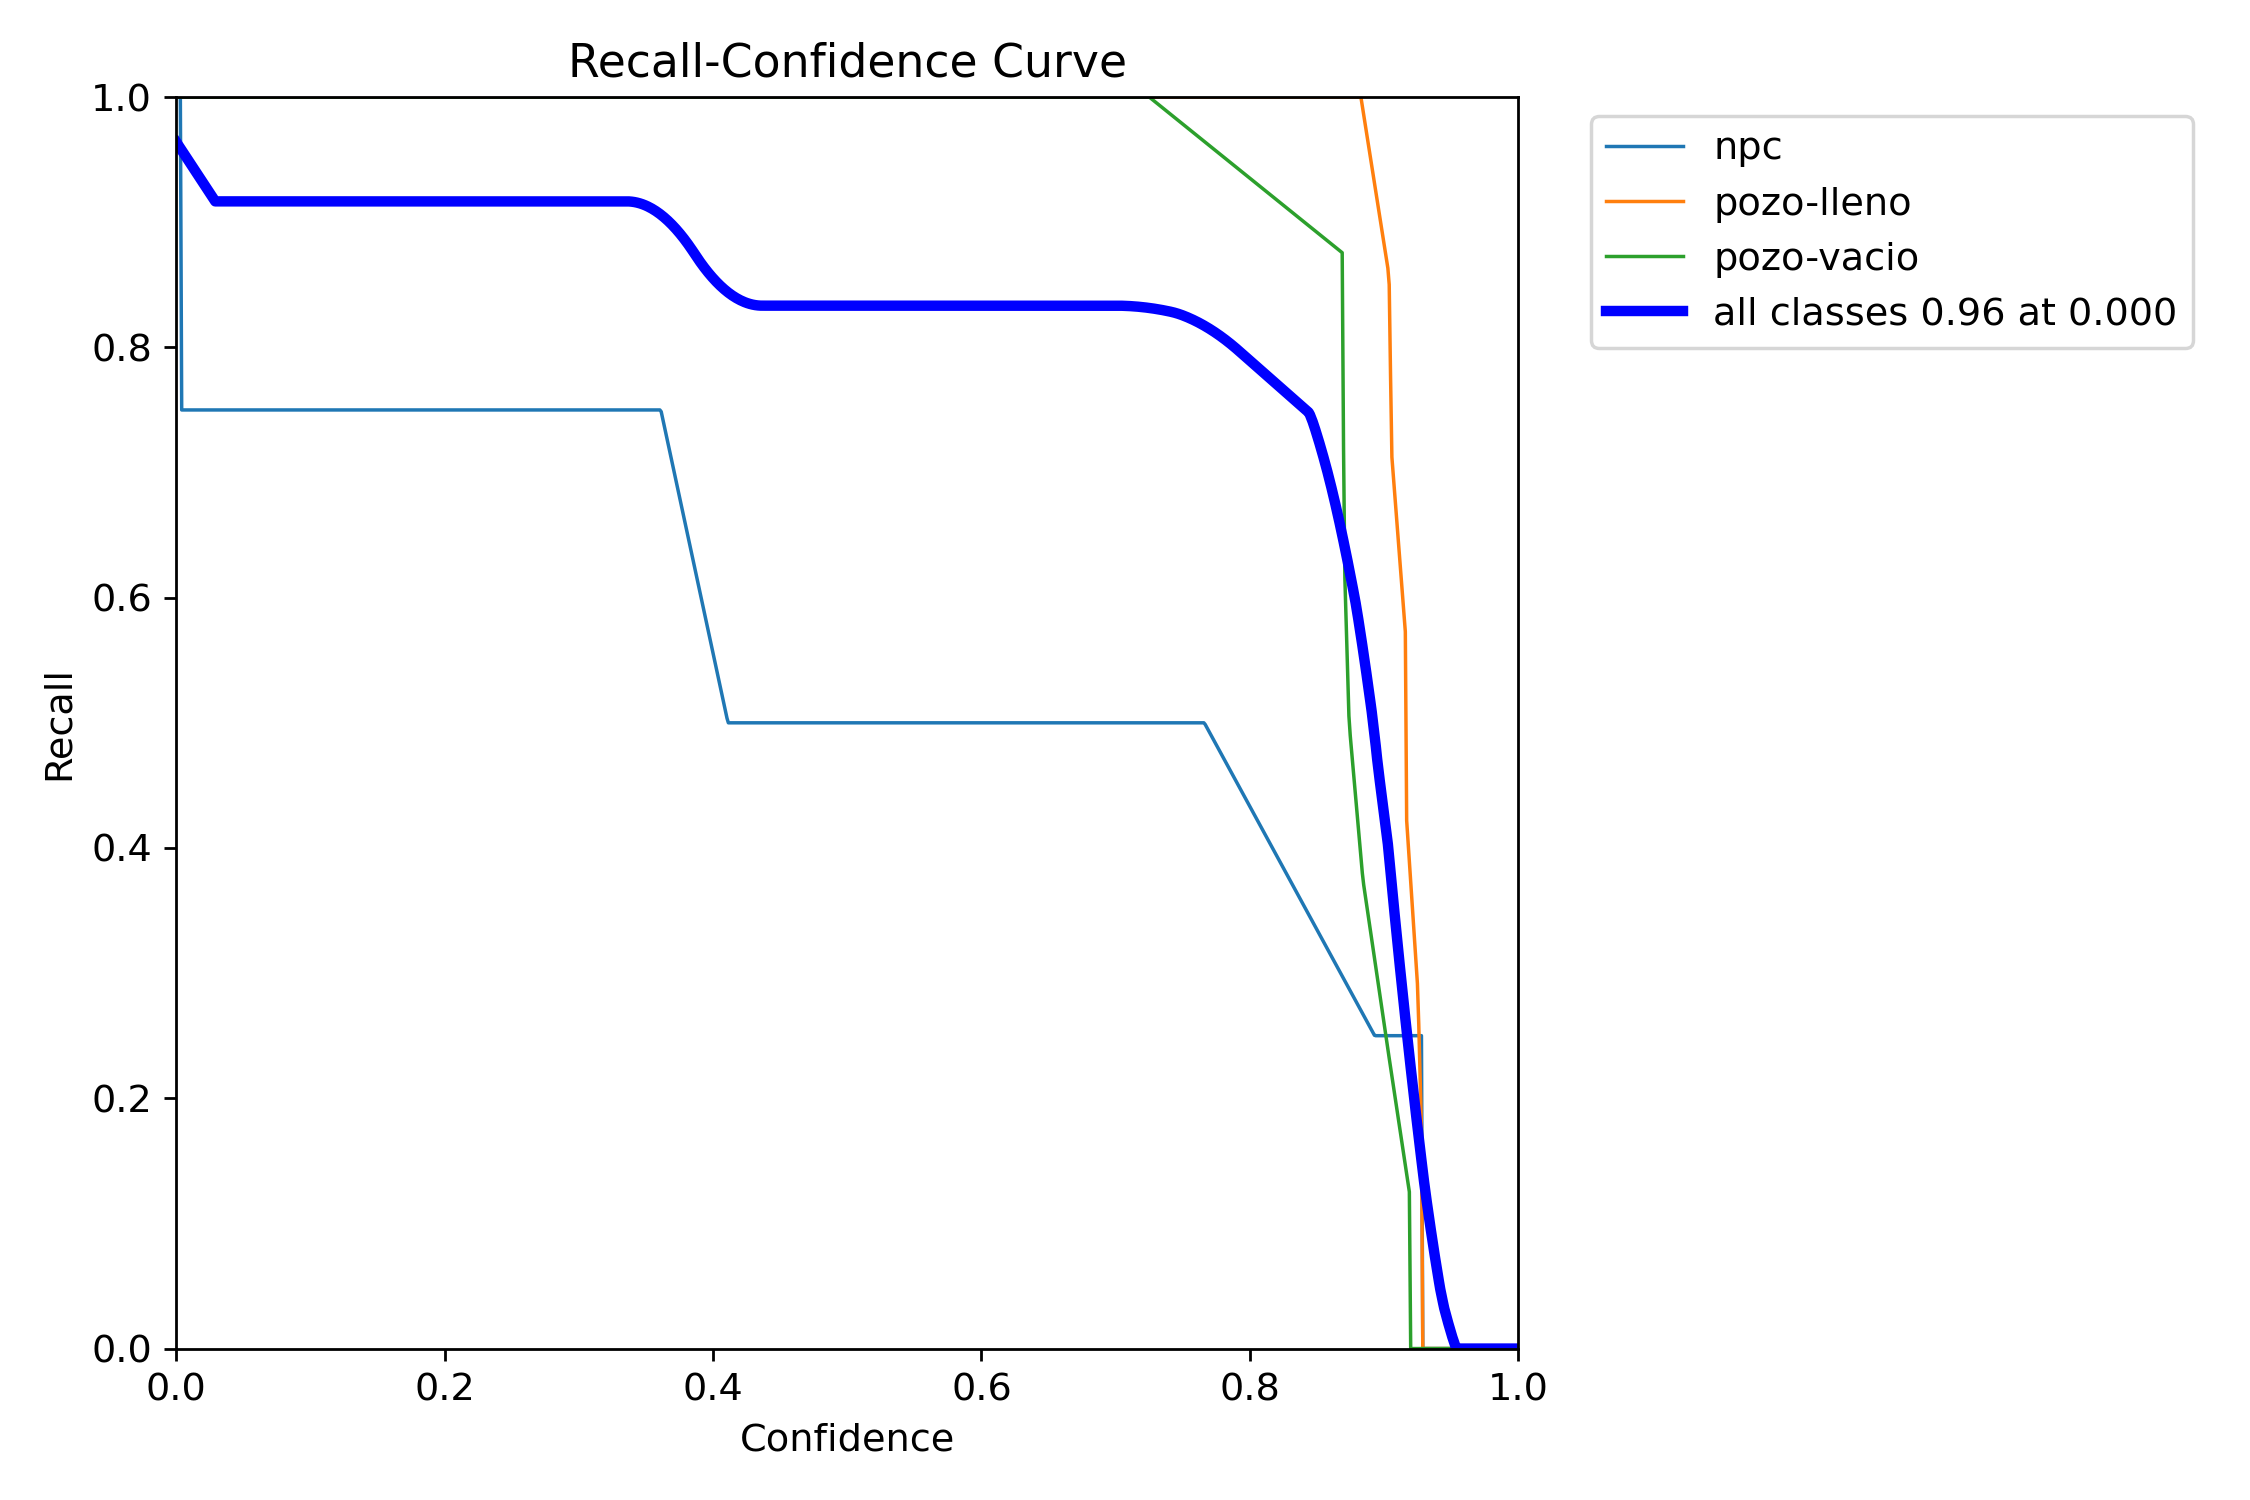 Recall-Confidence Curve
1.0
0.8
0.6
0.4
0.2
0.0
Recall
0.0 0.2 0.4 0.6 0.8 1.0
Confidence
npc
pozo-lleno
pozo-vacio
all classes 0.96 at 0.000